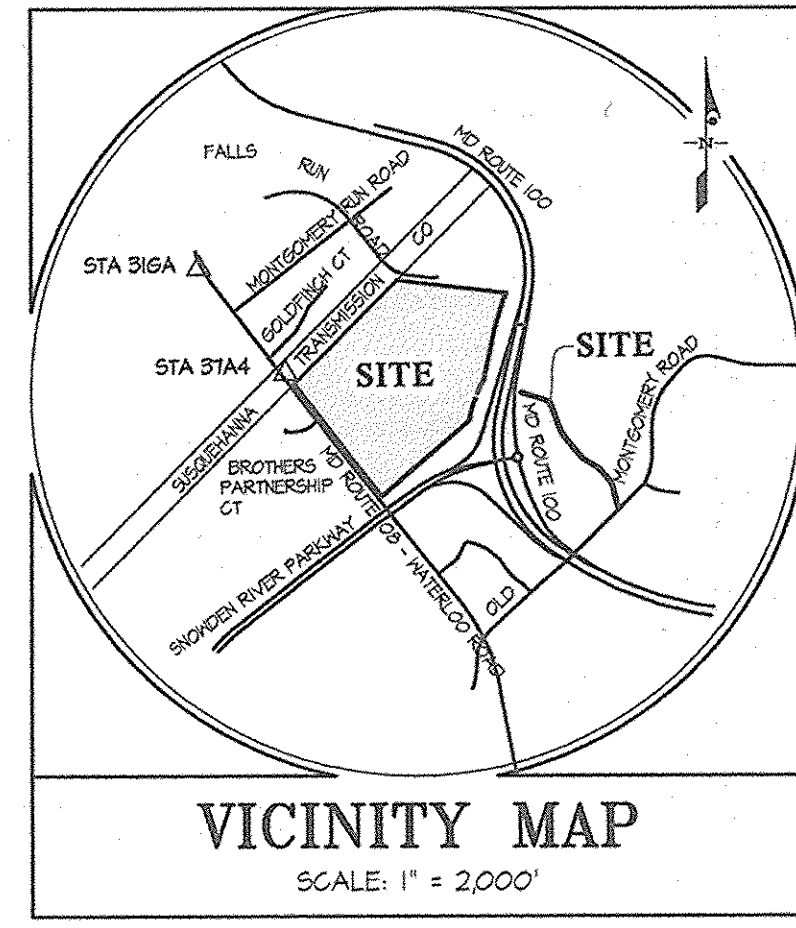 MD ROUTE 100
-N-
FALLS
RUN
ROAD
MONTGOMERY RUN ROAD
GOLDFINCH CT
STA 31GA
STA 37A4
SUSQUEHANNA
TRANSMISSION
CO
SITE
SITE
MONTGOMERY ROAD
OLD
MD ROUTE 100
BROTHERS
PARTNERSHIP
CT
MD ROUTE 108 - WATERLOO ROAD
SNOWDEN RIVER PARKWAY
VICINITY MAP
SCALE: 1" = 2,000'